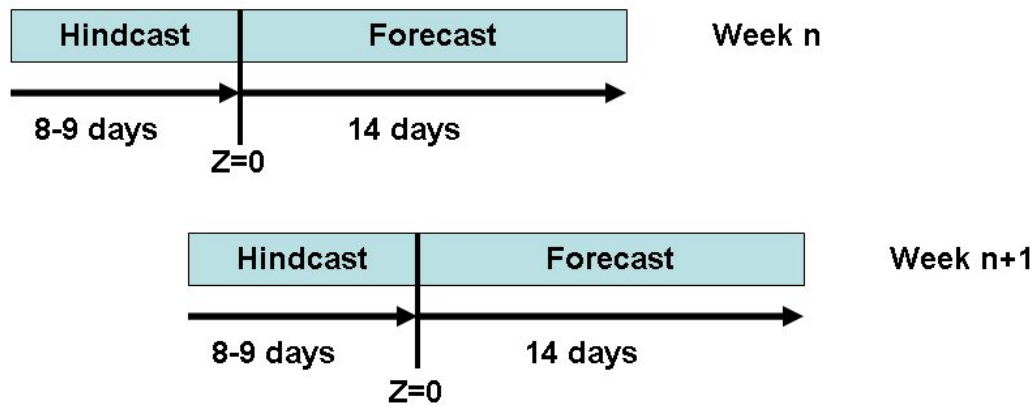 Hindcast Forecast Week n
8-9 days 14 days
Z=0
Hindcast Forecast Week n+1
8-9 days 14 days
Z=0